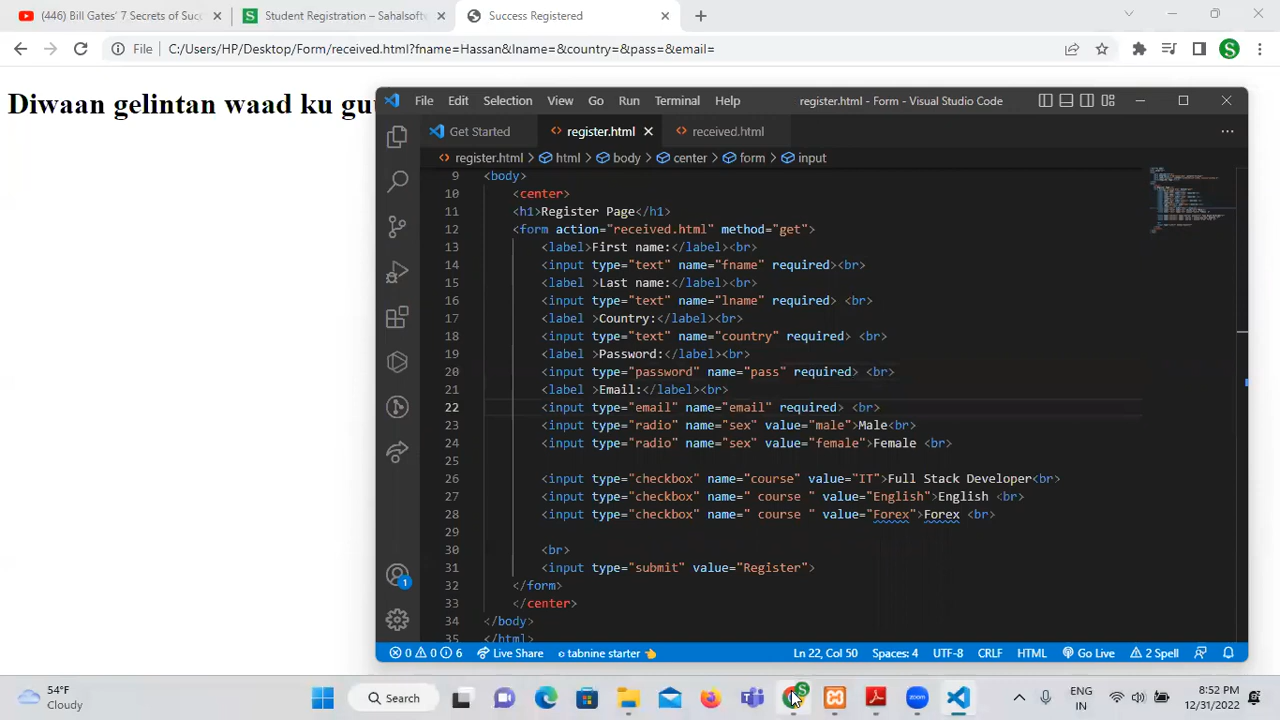 (446) Bill Gates' 7 Secrets of Succ
Student Registration – Sahalsoftw
Success Registered
File
C:/Users/HP/Desktop/Form/received.html?fname=Hassan&lname=&country=&pass=&email=
Diwaan gelintan waad ku
File Edit Selection View Go Run Terminal Help
register.html - Form - Visual Studio Code
Get Started
register.html
received.html
register.html > html > body > center > form > input
9 <body>
10 <center>
11 <h1>Register Page</h1>
12 <form action="received.html" method="get">
13 <label>First name:</label><br>
14 <input type="text" name="fname" required><br>
15 <label >Last name:</label><br>
16 <input type="text" name="lname" required> <br>
17 <label >Country:</label><br>
18 <input type="text" name="country" required> <br>
19 <label >Password:</label><br>
20 <input type="password" name="pass" required> <br>
21 <label >Email:</label><br>
22 <input type="email" name="email" required> <br>
23 <input type="radio" name="sex" value="male">Male<br>
24 <input type="radio" name="sex" value="female">Female <br>
25
26 <input type="checkbox" name="course" value="IT">Full Stack Developer<br>
27 <input type="checkbox" name=" course " value="English">English <br>
28 <input type="checkbox" name=" course " value="Forex">Forex <br>
29
30 <br>
31 <input type="submit" value="Register">
32 </form>
33 </center>
34 </body>
35 </html>
0 0 6 Live Share tabnine starter
Ln 22, Col 50 Spaces: 4 UTF-8 CRLF HTML Go Live 2 Spell
54°F
Cloudy
Search
zoom
ENG
IN
8:52 PM
12/31/2022